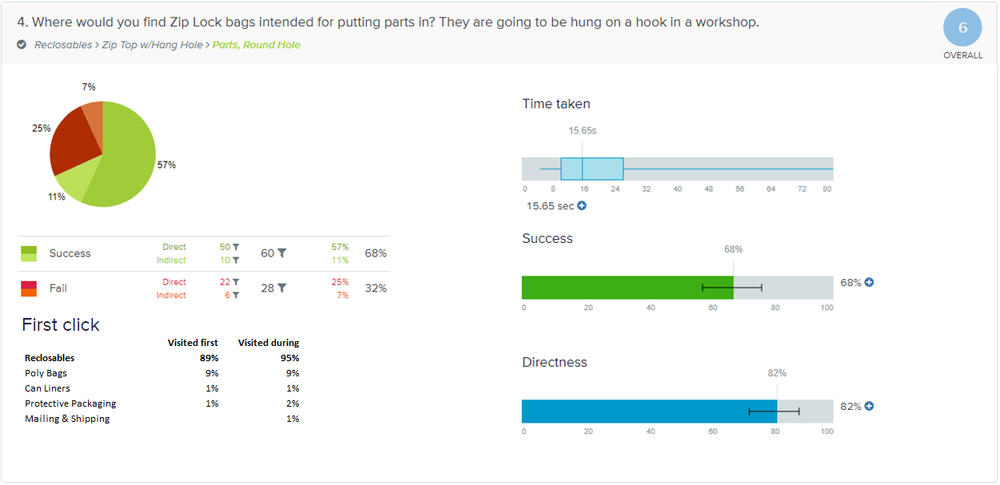 4. Where would you find Zip Lock bags intended for putting parts in? They are going to be hung on a hook in a workshop.
Reclosables > Zip Top w/Hang Hole > Parts, Round Hole
6
OVERALL
7%
25%
57%
11%
Success Direct 50 60 57% 68%
Indirect 10 11%
Fail Direct 22 28 25% 32%
Indirect 6 7%
First click
Visited first Visited during
Reclosables 89% 95%
Poly Bags 9% 9%
Can Liners 1% 1%
Protective Packaging 1% 2%
Mailing & Shipping 1%
Time taken
15.65s
0 8 16 24 32 40 48 56 64 72 80
15.65 sec
Success
68%
68%
0 20 40 60 80 100
Directness
82%
82%
0 20 40 60 80 100